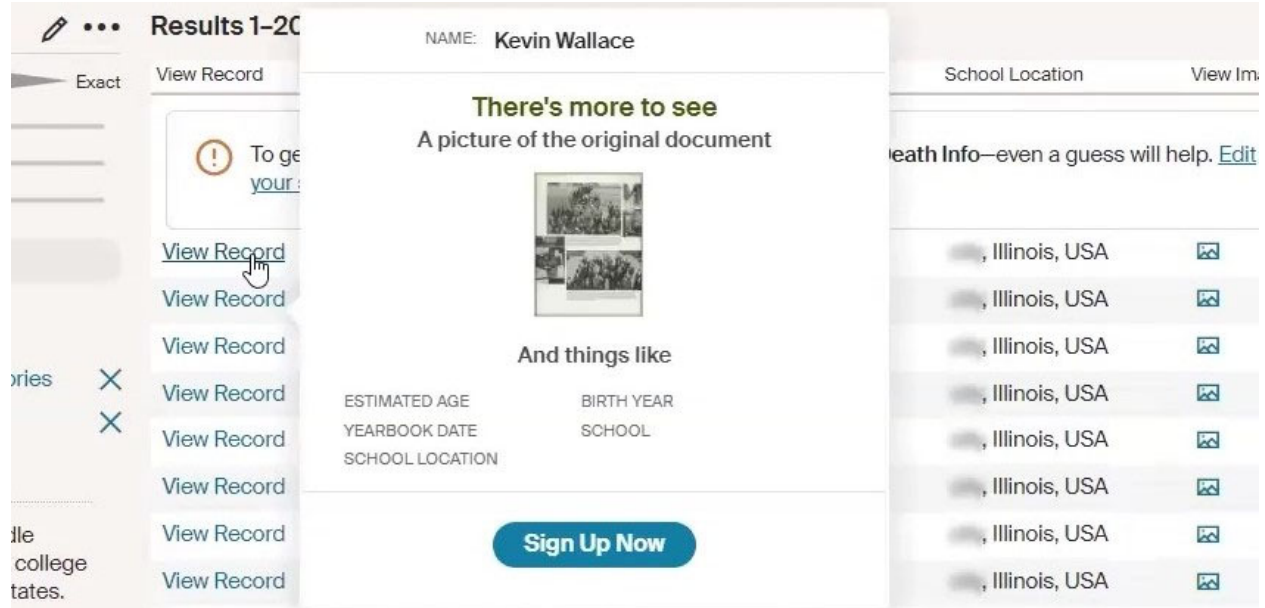 Results 1–20
Exact
View Record
School Location
View Ima
NAME: Kevin Wallace
There's more to see
A picture of the original document
And things like
ESTIMATED AGE
BIRTH YEAR
YEARBOOK DATE
SCHOOL
SCHOOL LOCATION
Sign Up Now
To ge
your
eath Info—even a guess will help. Edit
View Record
, Illinois, USA
View Record
, Illinois, USA
View Record
, Illinois, USA
ories
View Record
, Illinois, USA
View Record
, Illinois, USA
View Record
, Illinois, USA
dle
View Record
, Illinois, USA
college
tates.
View Record
, Illinois, USA